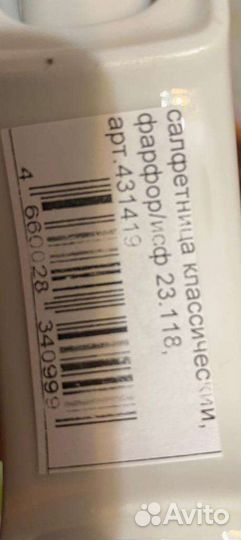 салфетница классический,
фарфор/исф 23.118,
арт.431419
4 660028 340999
Avito